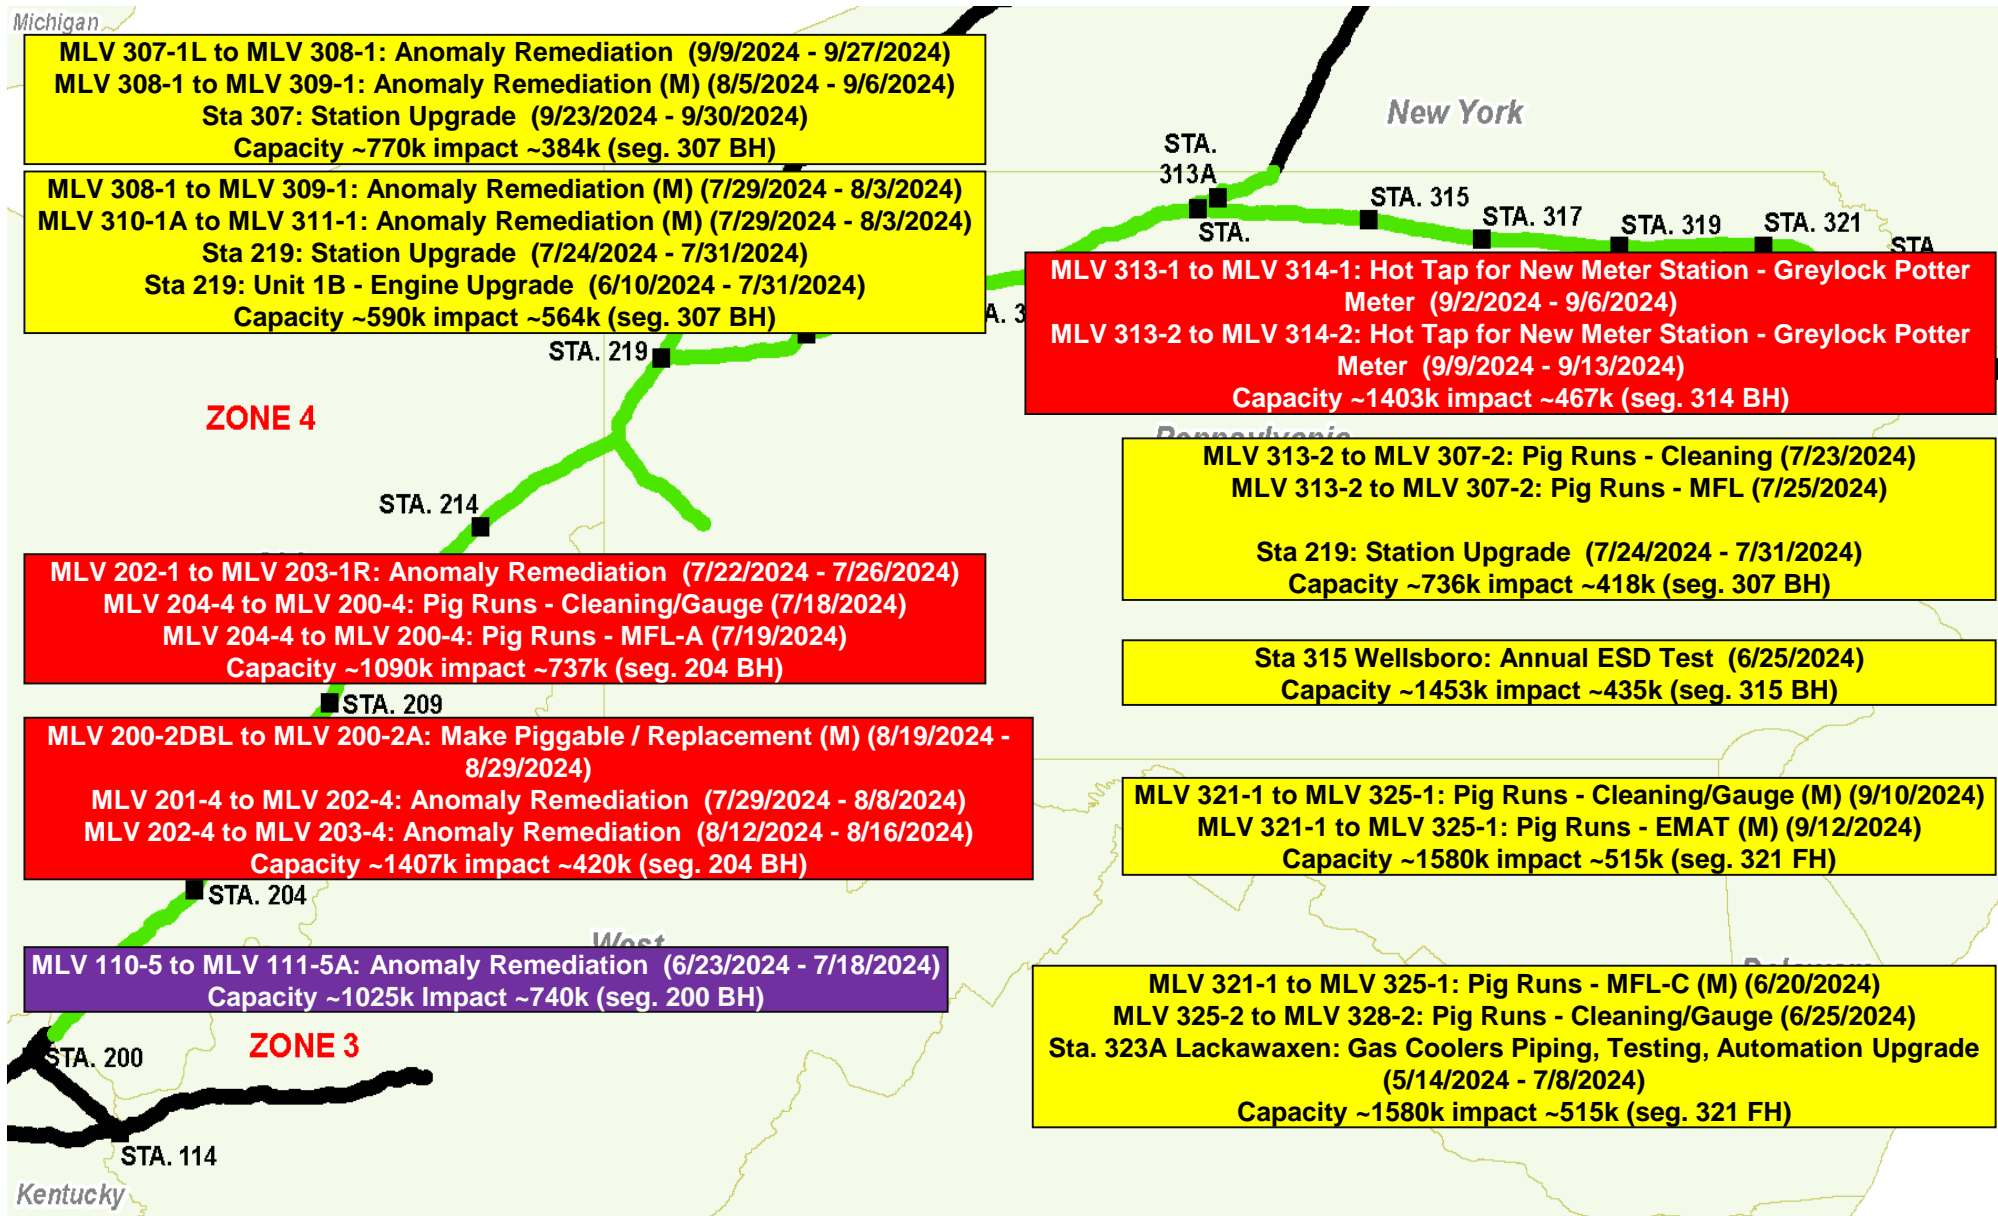 Michigan
MLV 307-1L to MLV 308-1: Anomaly Remediation (9/9/2024 - 9/27/2024)
MLV 308-1 to MLV 309-1: Anomaly Remediation (M) (8/5/2024 - 9/6/2024)
Sta 307: Station Upgrade (9/23/2024 - 9/30/2024)
Capacity ~770k impact ~384k (seg. 307 BH)
MLV 308-1 to MLV 309-1: Anomaly Remediation (M) (7/29/2024 - 8/3/2024)
MLV 310-1A to MLV 311-1: Anomaly Remediation (M) (7/29/2024 - 8/3/2024)
Sta 219: Station Upgrade (7/24/2024 - 7/31/2024)
Sta 219: Unit 1B - Engine Upgrade (6/10/2024 - 7/31/2024)
Capacity ~590k impact ~564k (seg. 307 BH)
New York
STA.
313A
STA.
STA. 315
STA. 317
STA. 319
STA. 321
STA
A. 3
MLV 313-1 to MLV 314-1: Hot Tap for New Meter Station - Greylock Potter
Meter (9/2/2024 - 9/6/2024)
MLV 313-2 to MLV 314-2: Hot Tap for New Meter Station - Greylock Potter
Meter (9/9/2024 - 9/13/2024)
Capacity ~1403k impact ~467k (seg. 314 BH)
STA. 219
ZONE 4
Pennsylvania
MLV 313-2 to MLV 307-2: Pig Runs - Cleaning (7/23/2024)
MLV 313-2 to MLV 307-2: Pig Runs - MFL (7/25/2024)
Sta 219: Station Upgrade (7/24/2024 - 7/31/2024)
Capacity ~736k impact ~418k (seg. 307 BH)
STA. 214
MLV 202-1 to MLV 203-1R: Anomaly Remediation (7/22/2024 - 7/26/2024)
MLV 204-4 to MLV 200-4: Pig Runs - Cleaning/Gauge (7/18/2024)
MLV 204-4 to MLV 200-4: Pig Runs - MFL-A (7/19/2024)
Capacity ~1090k impact ~737k (seg. 204 BH)
Sta 315 Wellsboro: Annual ESD Test (6/25/2024)
Capacity ~1453k impact ~435k (seg. 315 BH)
STA. 209
MLV 200-2DBL to MLV 200-2A: Make Piggable / Replacement (M) (8/19/2024 -
8/29/2024)
MLV 201-4 to MLV 202-4: Anomaly Remediation (7/29/2024 - 8/8/2024)
MLV 202-4 to MLV 203-4: Anomaly Remediation (8/12/2024 - 8/16/2024)
Capacity ~1407k impact ~420k (seg. 204 BH)
MLV 321-1 to MLV 325-1: Pig Runs - Cleaning/Gauge (M) (9/10/2024)
MLV 321-1 to MLV 325-1: Pig Runs - EMAT (M) (9/12/2024)
Capacity ~1580k impact ~515k (seg. 321 FH)
STA. 204
West
MLV 110-5 to MLV 111-5A: Anomaly Remediation (6/23/2024 - 7/18/2024)
Capacity ~1025k Impact ~740k (seg. 200 BH)
Delaware
MLV 321-1 to MLV 325-1: Pig Runs - MFL-C (M) (6/20/2024)
MLV 325-2 to MLV 328-2: Pig Runs - Cleaning/Gauge (6/25/2024)
Sta. 323A Lackawaxen: Gas Coolers Piping, Testing, Automation Upgrade
(5/14/2024 - 7/8/2024)
Capacity ~1580k impact ~515k (seg. 321 FH)
ZONE 3
STA. 200
STA. 114
Kentucky